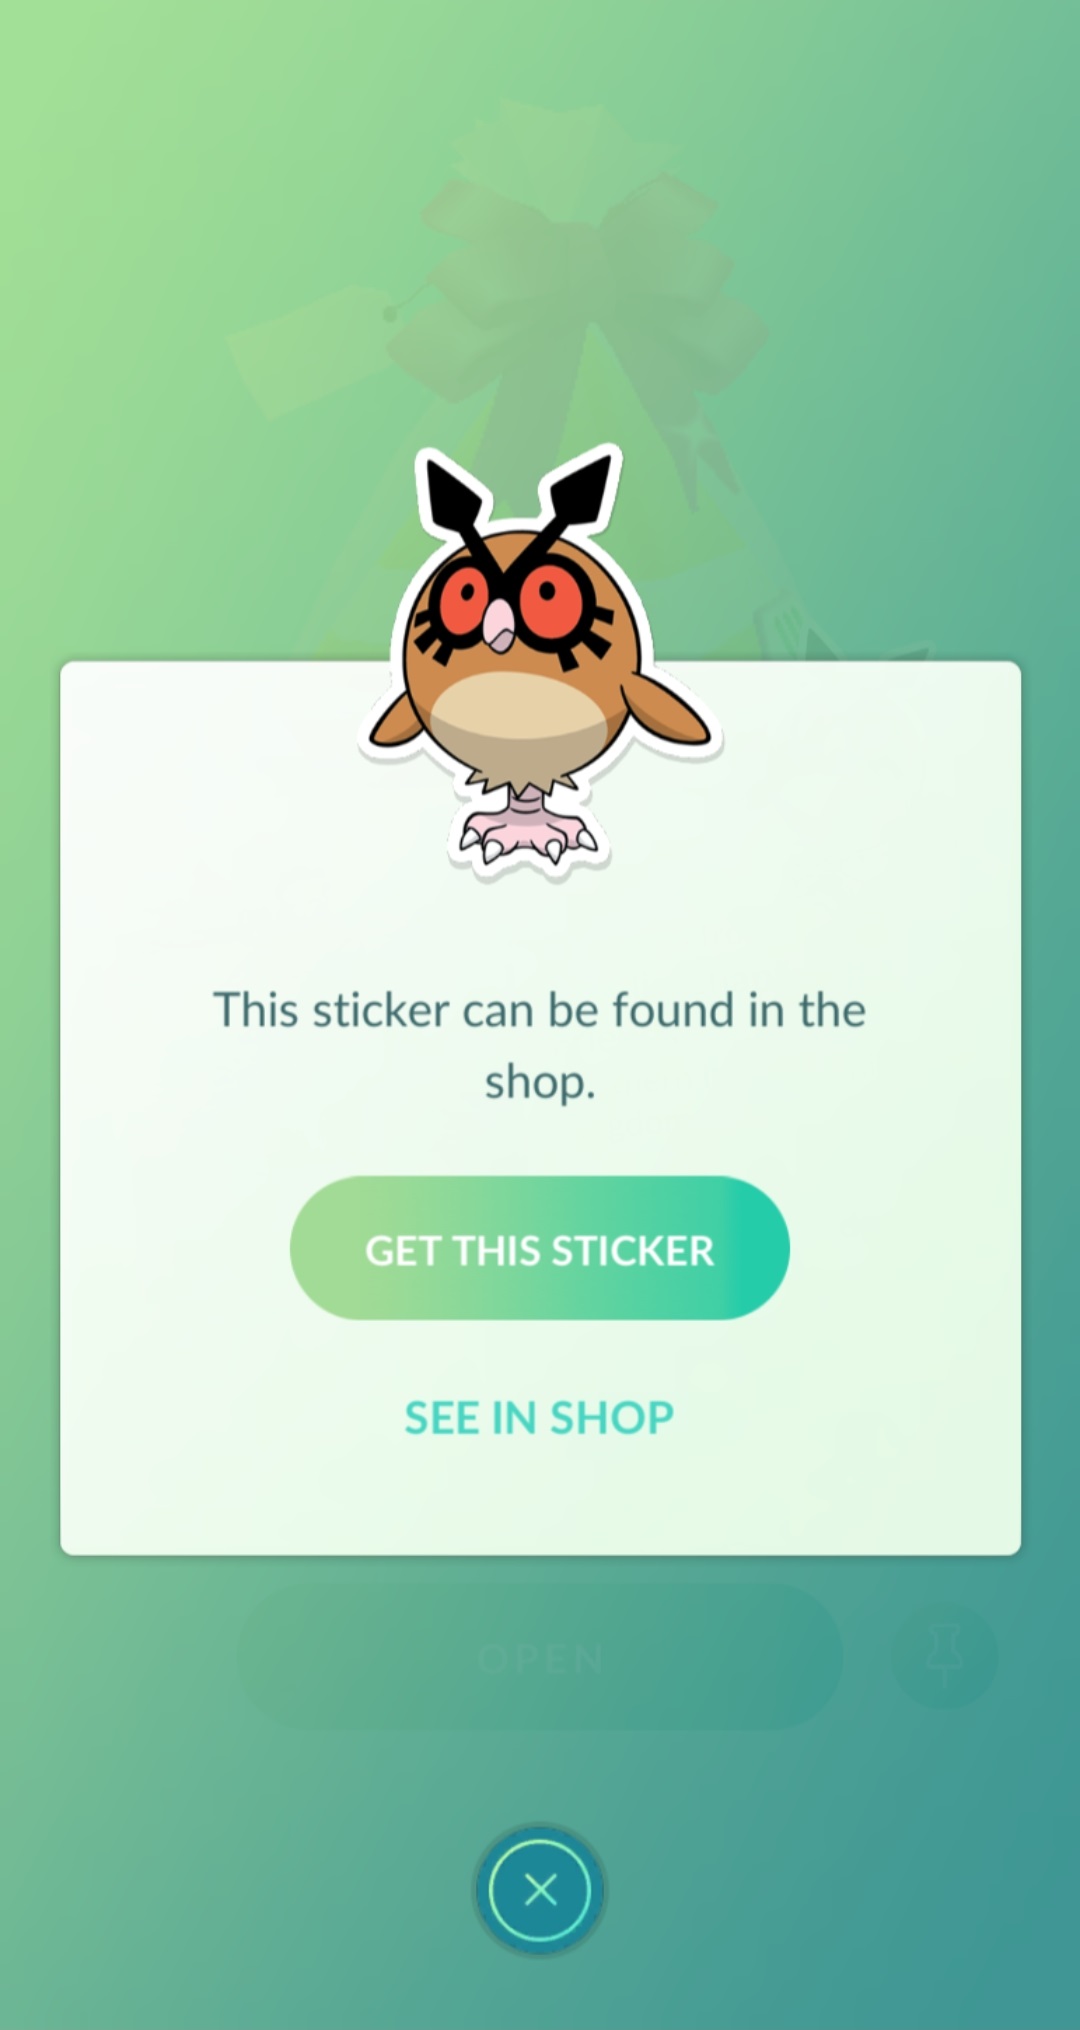 This sticker can be found in the
shop.
GET THIS STICKER
SEE IN SHOP
OPEN